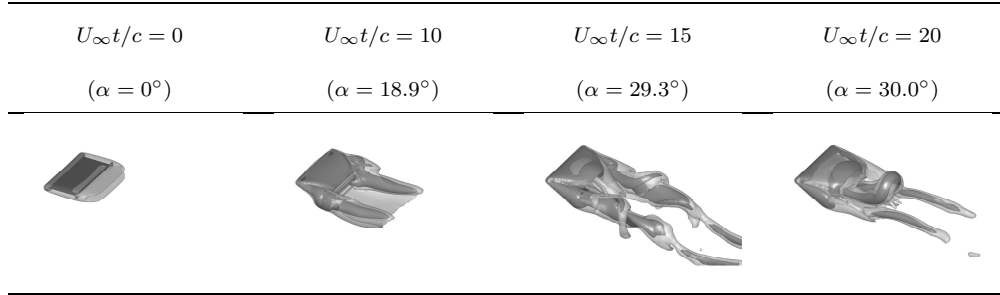 U∞t/c = 0 U∞t/c = 10 U∞t/c = 15 U∞t/c = 20
(α = 0°) (α = 18.9°) (α = 29.3°) (α = 30.0°)